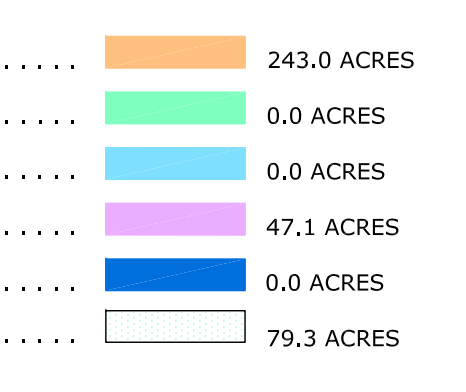 . . . . . 243.0 ACRES
. . . . . 0.0 ACRES
. . . . . 0.0 ACRES
. . . . . 47.1 ACRES
. . . . . 0.0 ACRES
. . . . . 79.3 ACRES